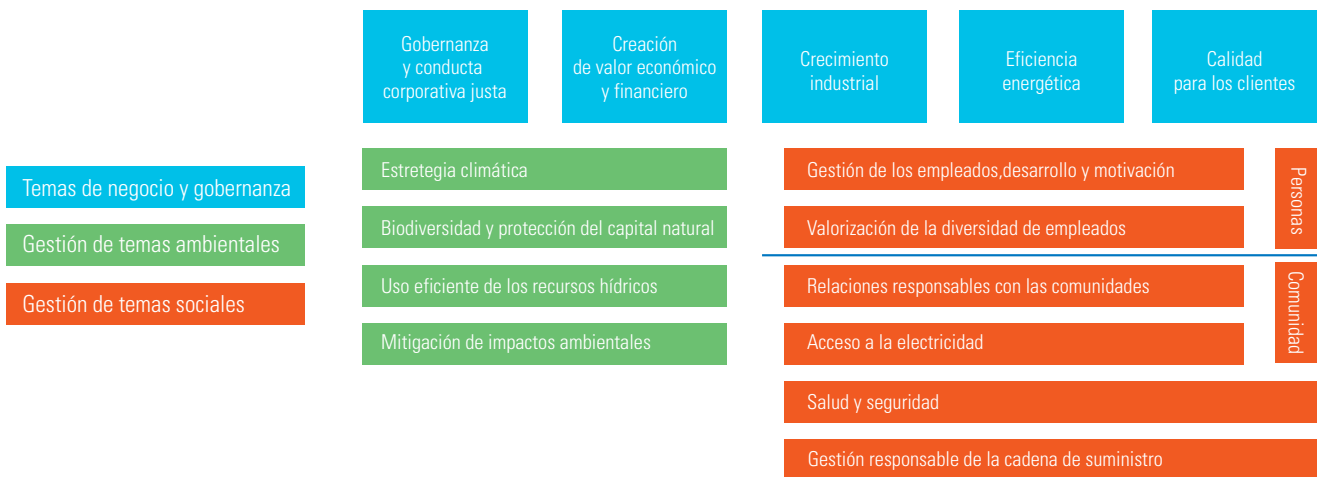 Gobernanza
y conducta
corporativa justa
Creación
de valor económico
y financiero
Crecimiento
industrial
Eficiencia
energética
Calidad
para los clientes
Temas de negocio y gobernanza
Gestión de temas ambientales
Gestión de temas sociales
Estretegia climática
Biodiversidad y protección del capital natural
Uso eficiente de los recursos hídricos
Mitigación de impactos ambientales
Gestión de los empleados,desarrollo y motivación
Valorización de la diversidad de empleados
Personas
Relaciones responsables con las comunidades
Acceso a la electricidad
Comunidad
Salud y seguridad
Gestión responsable de la cadena de suministro